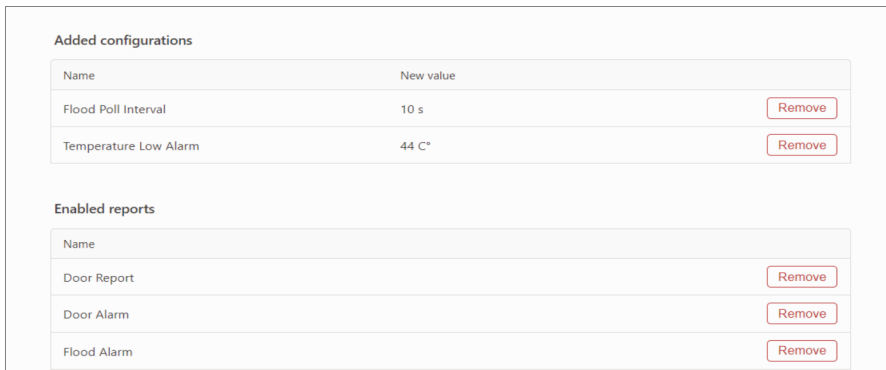 Added configurations
Name New value
Flood Poll Interval 10 s Remove
Temperature Low Alarm 44 C° Remove
Enabled reports
Name
Door Report Remove
Door Alarm Remove
Flood Alarm Remove